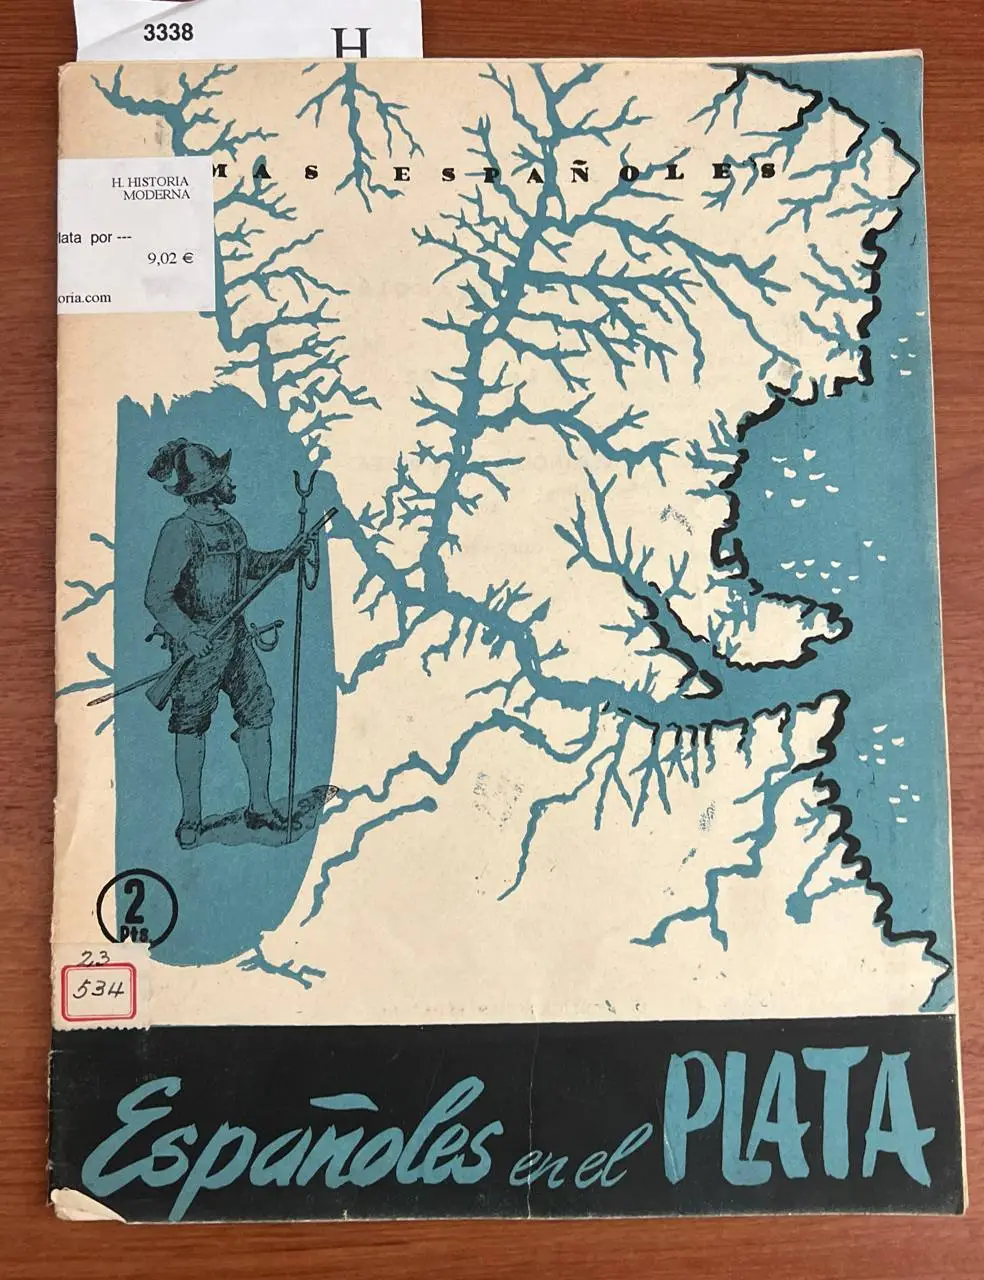 3338
H
MAS ESPAÑOLES
H. HISTORIA
MODERNA
lata por ---
9,02 €
oria.com
2
Pts.
23
534
Españoles en el PLATA